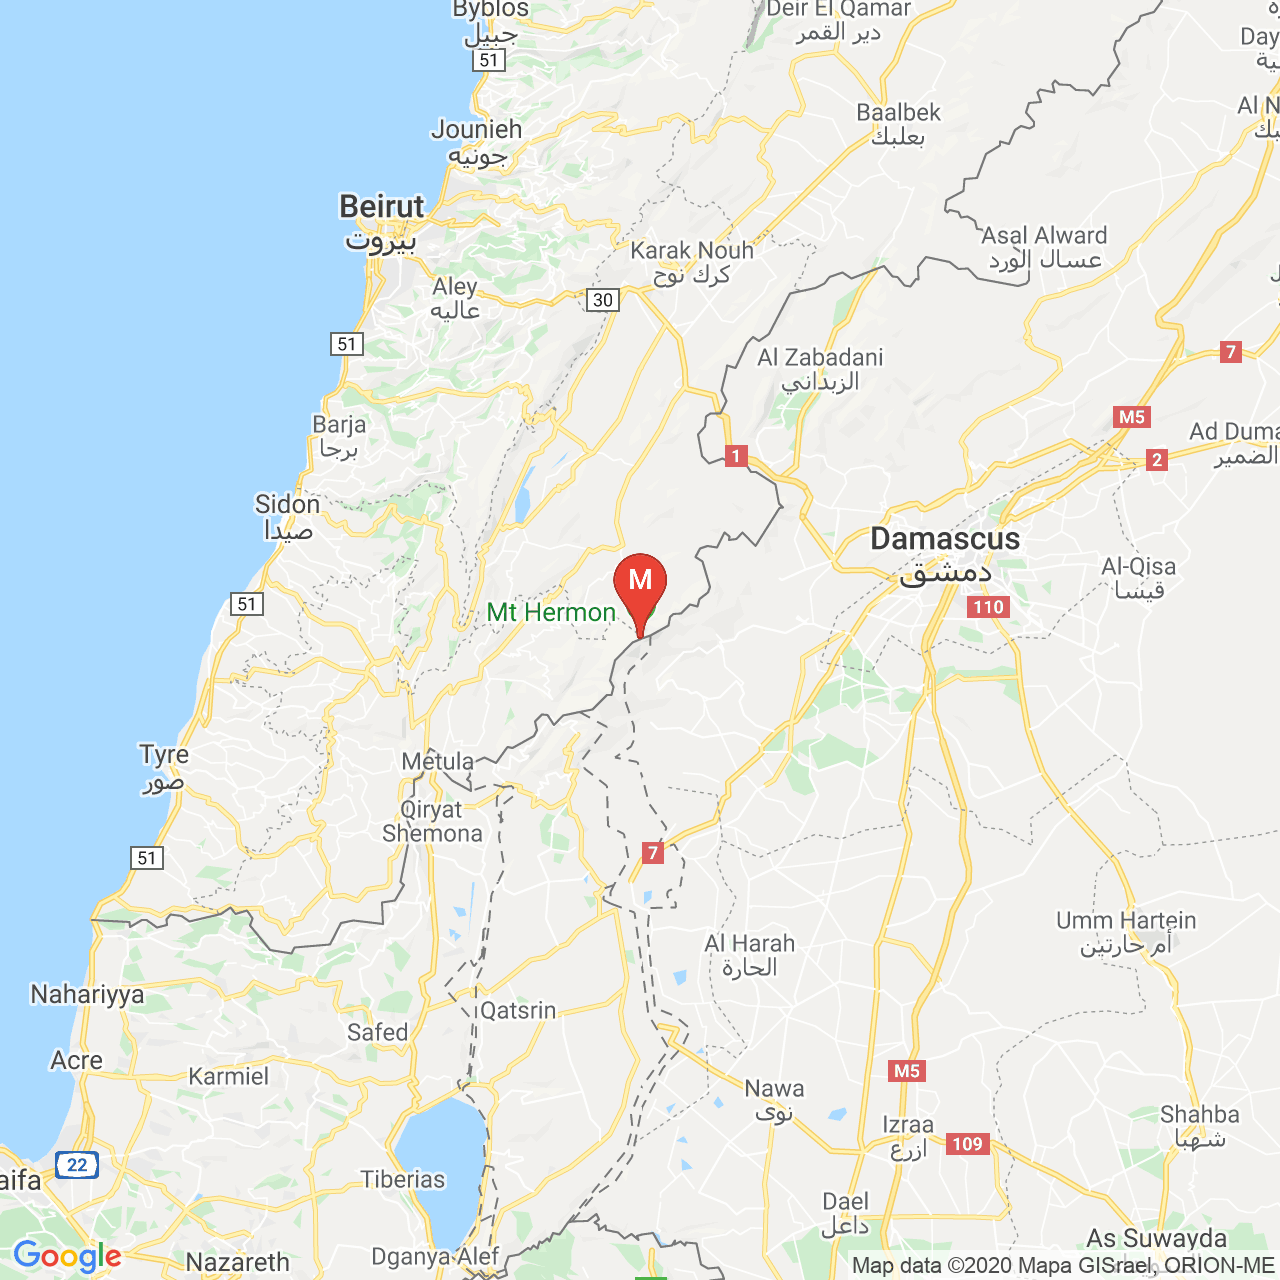 Byblos
جبيل
51
Deir El Qamar
دير القمر
Jounieh
جونيه
Baalbek
بعلبك
Beirut
بيروت
Karak Nouh
كرك نوح
Asal Alward
عسال الورد
Aley
عاليه
30
51
Al Zabadani
الزبداني
7
Barja
برجا
M5
Ad Duma
الضمير
1
2
Sidon
صيدا
Damascus
دمشق
Al-Qisa
قيسا
M
51
Mt Hermon
110
Tyre
صور
Metula
Qiryat
Shemona
51
7
Umm Hartein
أم حارتين
Al Harah
الحارة
Nahariyya
Qatsrin
Safed
Acre
Karmiel
M5
Nawa
نوى
Izraa
ازرع
Shahba
شهبا
109
22
aifa
Tiberias
Dael
داعل
As Suwayda
Nazareth
Dganya Alef
Google
Map data ©2020 Mapa GISrael, ORION-ME